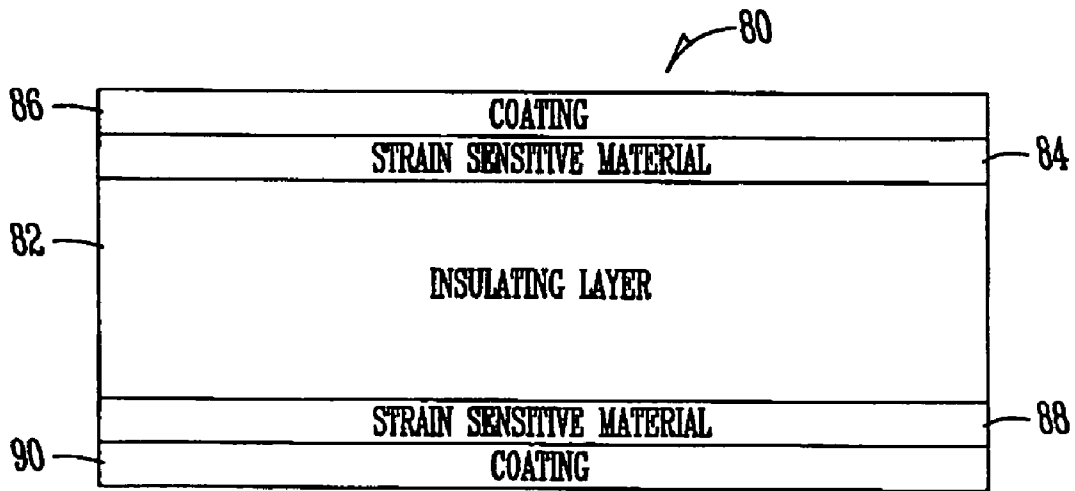 80
86
COATING
STRAIN SENSITIVE MATERIAL
84
82
INSULATING LAYER
STRAIN SENSITIVE MATERIAL
88
90
COATING